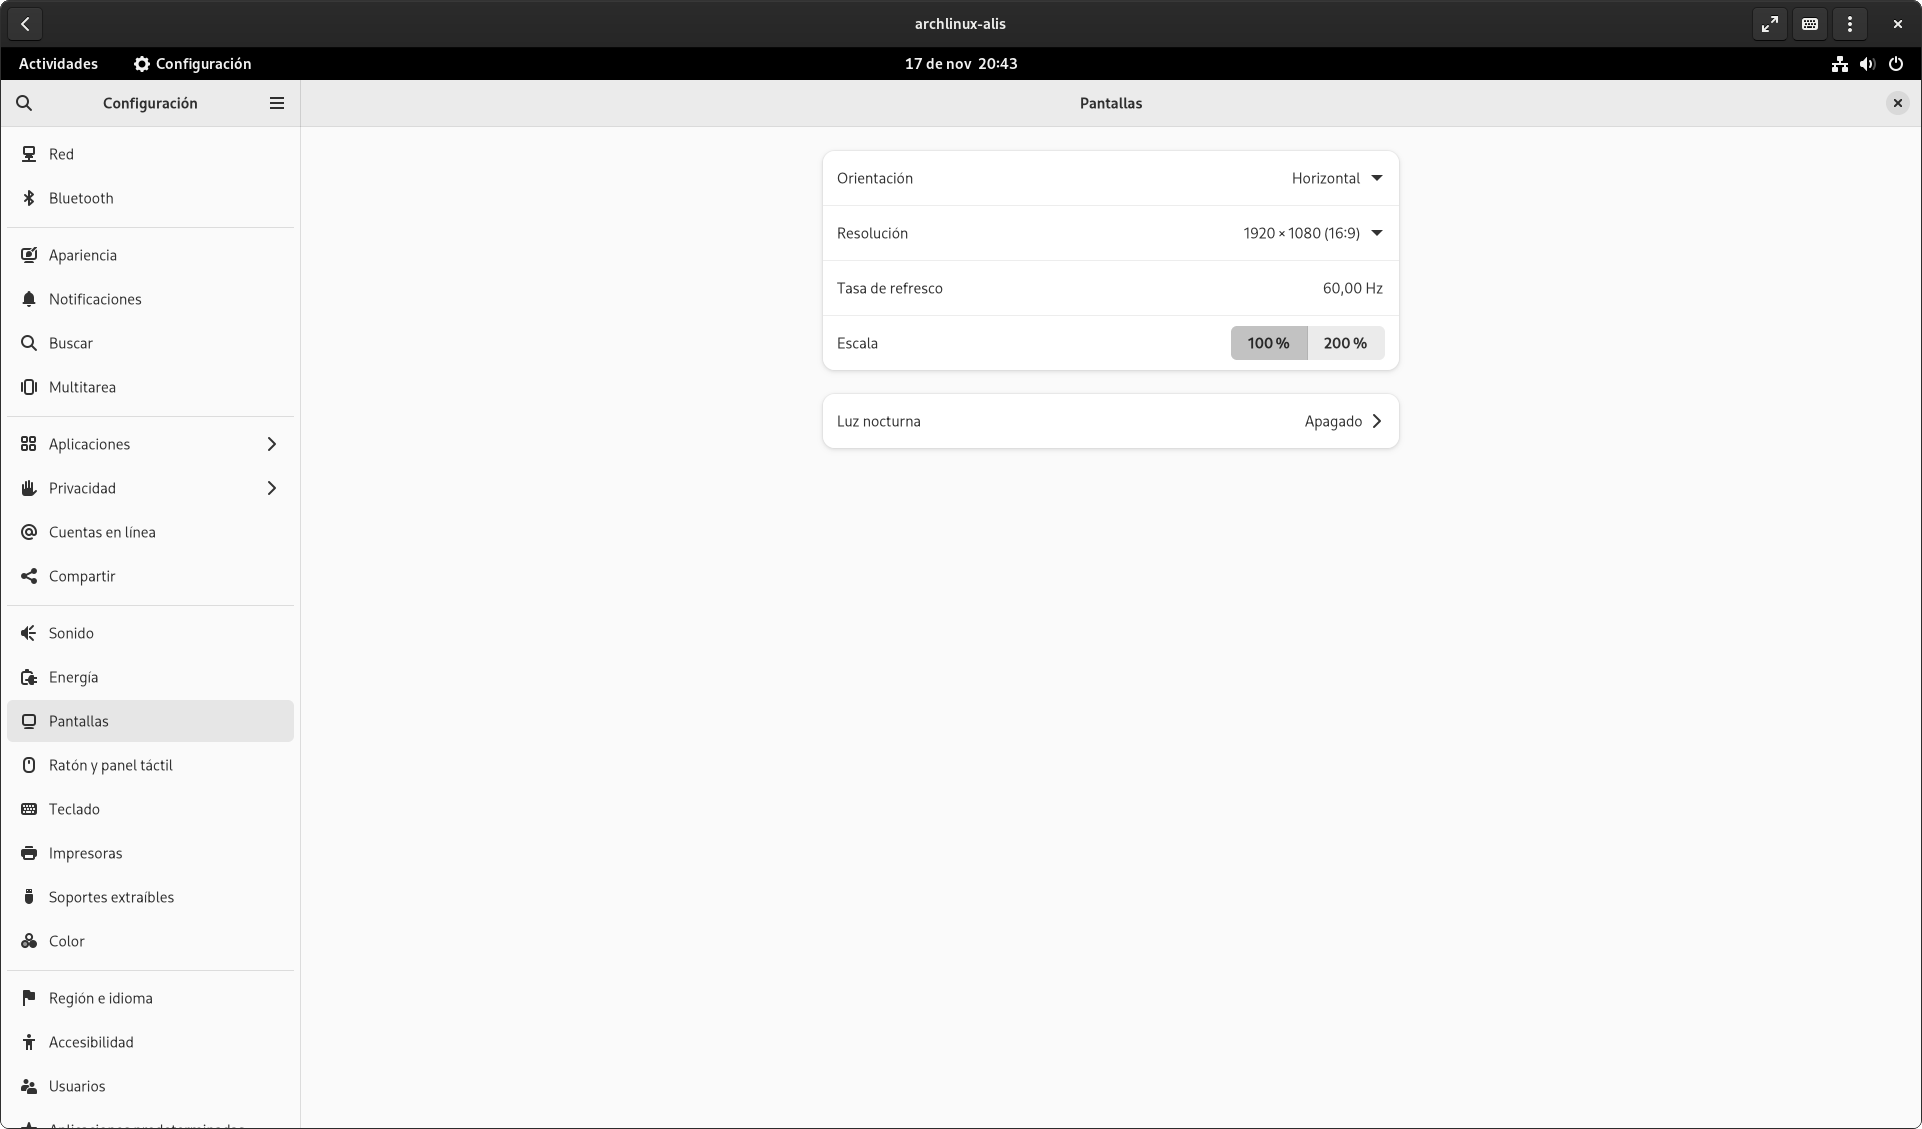 archlinux-alis
Actividades
Configuración
17 de nov 20:43
Configuración
Pantallas
Red
Bluetooth
Apariencia
Notificaciones
Buscar
Multitarea
Aplicaciones
Privacidad
Cuentas en línea
Compartir
Sonido
Energía
Pantallas
Ratón y panel táctil
Teclado
Impresoras
Soportes extraíbles
Color
Región e idioma
Accesibilidad
Usuarios
Aplicaciones predeterminadas
Orientación Horizontal
Resolución 1920 × 1080 (16:9)
Tasa de refresco 60,00 Hz
Escala 100 % 200 %
Luz nocturna Apagado